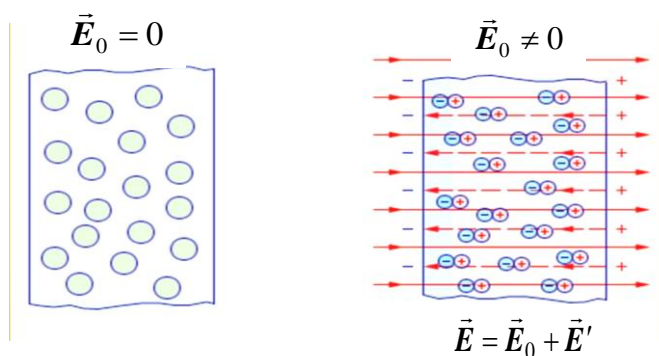 E⃗₀ = 0
E⃗₀ ≠ 0
− +
− +
− +
− +
− +
− +
E⃗ = E⃗₀ + E⃗′